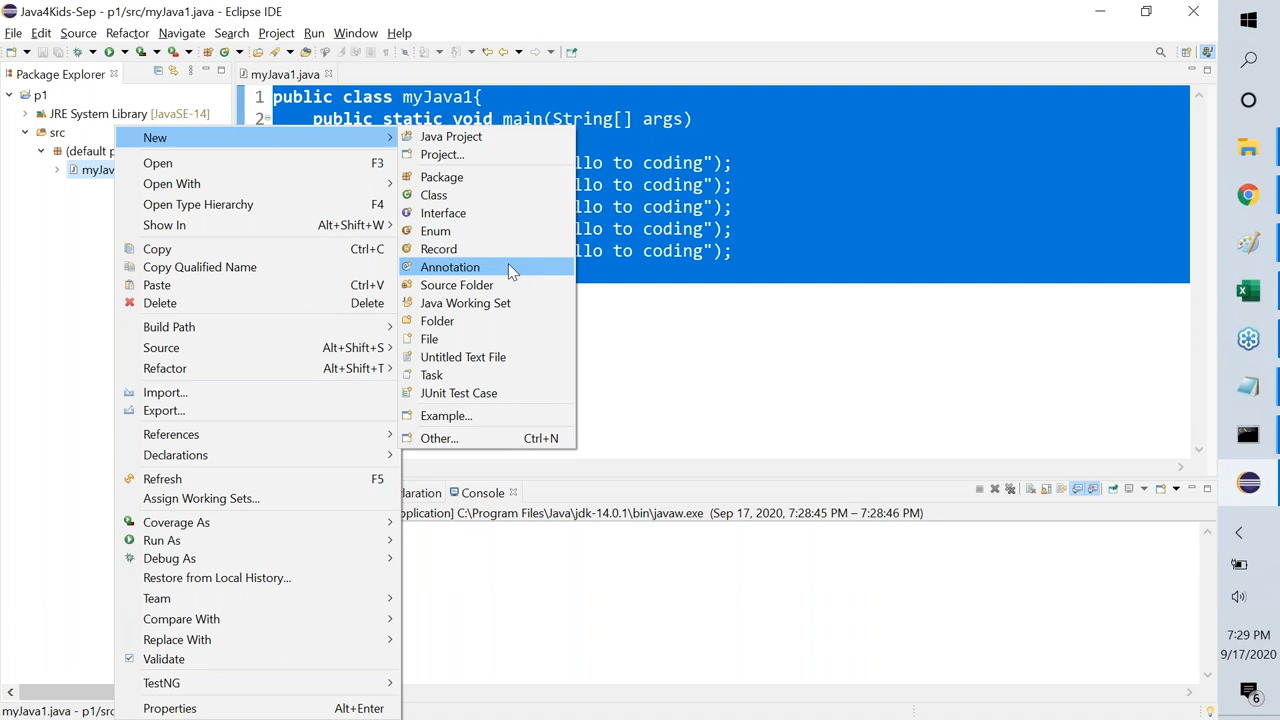 Java4Kids-Sep - p1/src/myJava1.java - Eclipse IDE
File Edit Source Refactor Navigate Search Project Run Window Help
Package Explorer
myJava1.java
p1
JRE System Library [JavaSE-14]
src
(default p
myJav
1 public class myJava1{
2 public static void main(String[] args)
llo to coding");
llo to coding");
llo to coding");
llo to coding");
llo to coding");
New
Open F3
Open With
Open Type Hierarchy F4
Show In Alt+Shift+W
Copy Ctrl+C
Copy Qualified Name
Paste Ctrl+V
Delete Delete
Build Path
Source Alt+Shift+S
Refactor Alt+Shift+T
Import...
Export...
References
Declarations
Refresh F5
Assign Working Sets...
Coverage As
Run As
Debug As
Restore from Local History...
Team
Compare With
Replace With
Validate
TestNG
Properties Alt+Enter
Java Project
Project...
Package
Class
Interface
Enum
Record
Annotation
Source Folder
Java Working Set
Folder
File
Untitled Text File
Task
JUnit Test Case
Example...
Other... Ctrl+N
laration Console
plication] C:\Program Files\Java\jdk-14.0.1\bin\javaw.exe (Sep 17, 2020, 7:28:45 PM – 7:28:46 PM)
myJava1.java - p1/src
7:29 PM
9/17/2020
6